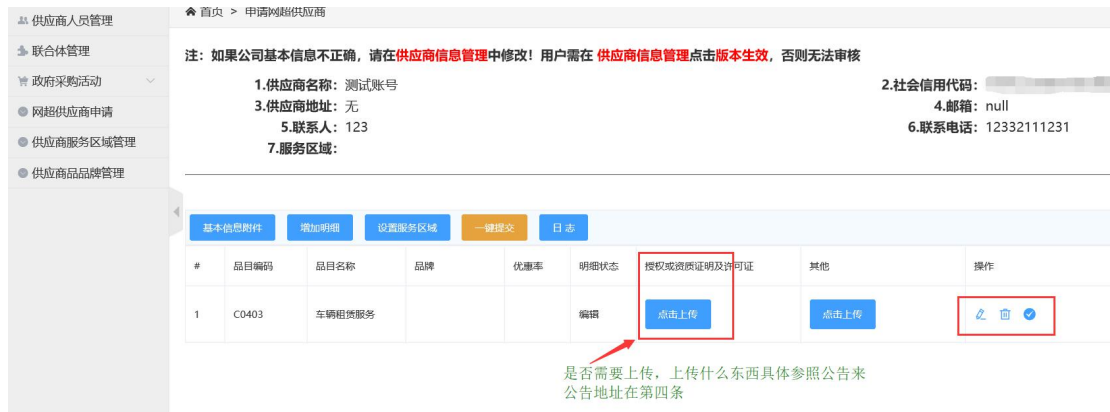 首页 > 申请网超供应商
供应商人员管理
联合体管理
政府采购活动
网超供应商申请
供应商服务区域管理
供应商品品牌管理
注：如果公司基本信息不正确，请在供应商信息管理中修改！用户需在 供应商信息管理点击版本生效，否则无法审核
1.供应商名称：测试账号
2.社会信用代码：
3.供应商地址：无
4.邮箱：null
5.联系人：123
6.联系电话：12332111231
7.服务区域：
基本信息附件 增加明细 设置服务区域 一键提交 日志
# 品目编码 品目名称 品牌 优惠率 明细状态 授权或资质证明及许可证 其他 操作
1 C0403 车辆租赁服务 编辑 点击上传 点击上传
是否需要上传，上传什么东西具体参照公告来
公告地址在第四条